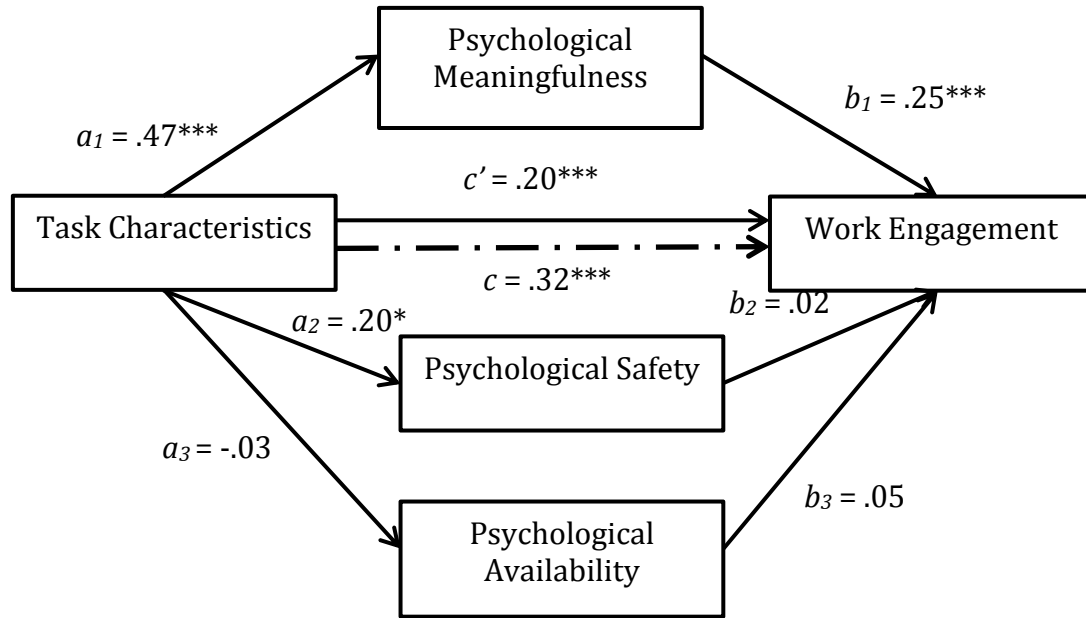 Psychological
Meaningfulness
b1 = .25***
a1 = .47***
c’ = .20***
Task Characteristics
Work Engagement
c = .32***
b2 = .02
a2 = .20*
Psychological Safety
a3 = -.03
b3 = .05
Psychological
Availability